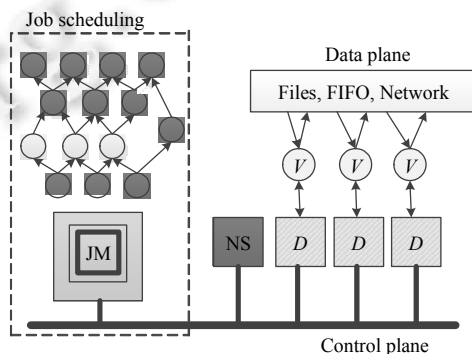 Job scheduling
Data plane
Files, FIFO, Network
V V V
JM
NS D D D
Control plane